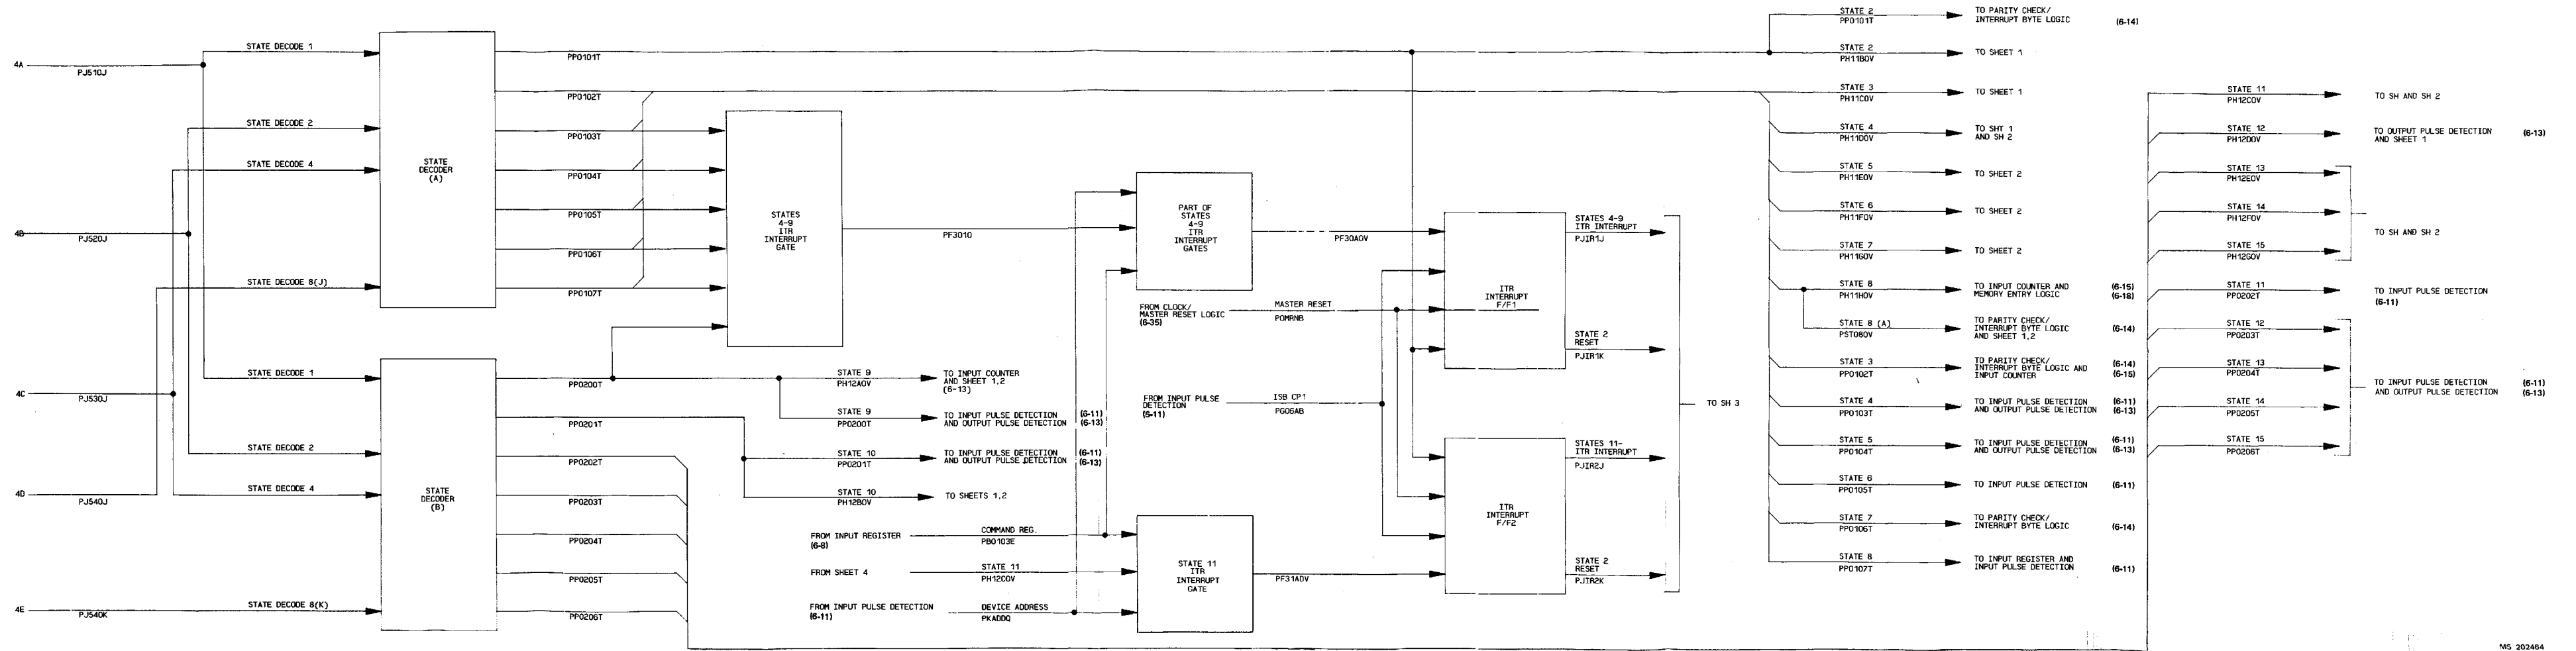 4A
PJ510J
STATE DECODE 1
4B
PJ520J
STATE DECODE 2
4C
PJ530J
STATE DECODE 4
4D
PJ540J
STATE DECODE 8(J)
4E
PJ540K
STATE DECODE 1
STATE DECODE 2
STATE DECODE 4
STATE DECODE 8(K)
STATE
DECODER
(A)
STATE
DECODER
(B)
PP0101T
PP0102T
PP0103T
PP0104T
PP0105T
PP0106T
PP0107T
PP0200T
PP0201T
PP0202T
PP0203T
PP0204T
PP0205T
PP0206T
STATES
4-9
ITR
INTERRUPT
GATE
PF3010
STATE 9
PH12A0V
TO INPUT COUNTER
AND SHEET 1,2
(6-13)
STATE 9
PP0200T
TO INPUT PULSE DETECTION (6-11)
AND OUTPUT PULSE DETECTION (6-13)
STATE 10
PP0201T
TO INPUT PULSE DETECTION (6-11)
AND OUTPUT PULSE DETECTION (6-13)
STATE 10
PH12B0V
TO SHEETS 1,2
FROM INPUT REGISTER
(6-8)
COMMAND REG.
PB0103E
FROM SHEET 4
STATE 11
PH12C0V
FROM INPUT PULSE DETECTION
(6-11)
DEVICE ADDRESS
PKADDQ
PART OF
STATES
4-9
ITR
INTERRUPT
GATES
PF30A0V
FROM CLOCK/
MASTER RESET LOGIC
(6-35)
MASTER RESET
POMRNB
FROM INPUT PULSE
DETECTION
(6-11)
ISB CP1
PG06AB
STATE 11
ITR
INTERRUPT
GATE
PF31A0V
ITR
INTERRUPT
F/F1
STATES 4-9
ITR INTERRUPT
PJIR1J
STATE 2
RESET
PJIR1K
ITR
INTERRUPT
F/F2
STATES 11-
ITR INTERRUPT
PJIR2J
STATE 2
RESET
PJIR2K
TO SH 3
STATE 2
PP0101T
TO PARITY CHECK/
INTERRUPT BYTE LOGIC (6-14)
STATE 2
PH11B0V
TO SHEET 1
STATE 3
PH11C0V
TO SHEET 1
STATE 4
PH11D0V
TO SHT 1
AND SH 2
STATE 5
PH11E0V
TO SHEET 2
STATE 6
PH11F0V
TO SHEET 2
STATE 7
PH11G0V
TO SHEET 2
STATE 8
PH11H0V
TO INPUT COUNTER AND (6-15)
MEMORY ENTRY LOGIC (6-18)
STATE 8 (A)
PST080V
TO PARITY CHECK/
INTERRUPT BYTE LOGIC (6-14)
AND SHEET 1,2
STATE 3
PP0102T
TO PARITY CHECK/
INTERRUPT BYTE LOGIC AND (6-14)
INPUT COUNTER (6-15)
STATE 4
PP0103T
TO INPUT PULSE DETECTION (6-11)
AND OUTPUT PULSE DETECTION (6-13)
STATE 5
PP0104T
TO INPUT PULSE DETECTION (6-11)
AND OUTPUT PULSE DETECTION (6-13)
STATE 6
PP0105T
TO INPUT PULSE DETECTION (6-11)
STATE 7
PP0106T
TO PARITY CHECK/
INTERRUPT BYTE LOGIC (6-14)
STATE 8
PP0107T
TO INPUT REGISTER AND
INPUT PULSE DETECTION (6-11)
STATE 11
PH12C0V
TO SH AND SH 2
STATE 12
PH12D0V
TO OUTPUT PULSE DETECTION (6-13)
AND SHEET 1
STATE 13
PH12E0V
STATE 14
PH12F0V
STATE 15
PH12G0V
TO SH AND SH 2
STATE 11
PP0202T
TO INPUT PULSE DETECTION
(6-11)
STATE 12
PP0203T
STATE 13
PP0204T
STATE 14
PP0205T
STATE 15
PP0206T
TO INPUT PULSE DETECTION (6-11)
AND OUTPUT PULSE DETECTION (6-13)
MS 202464